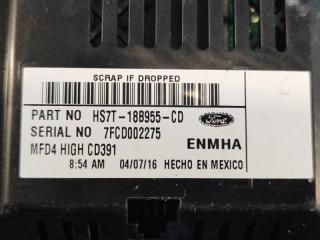 SCRAP IF DROPPED
PART NO HS7T-18B955-CD
Ford
SERIAL NO 7FCD002275
ENMHA
MFD4 HIGH CD391
8:54 AM 04/07/16 HECHO EN MEXICO